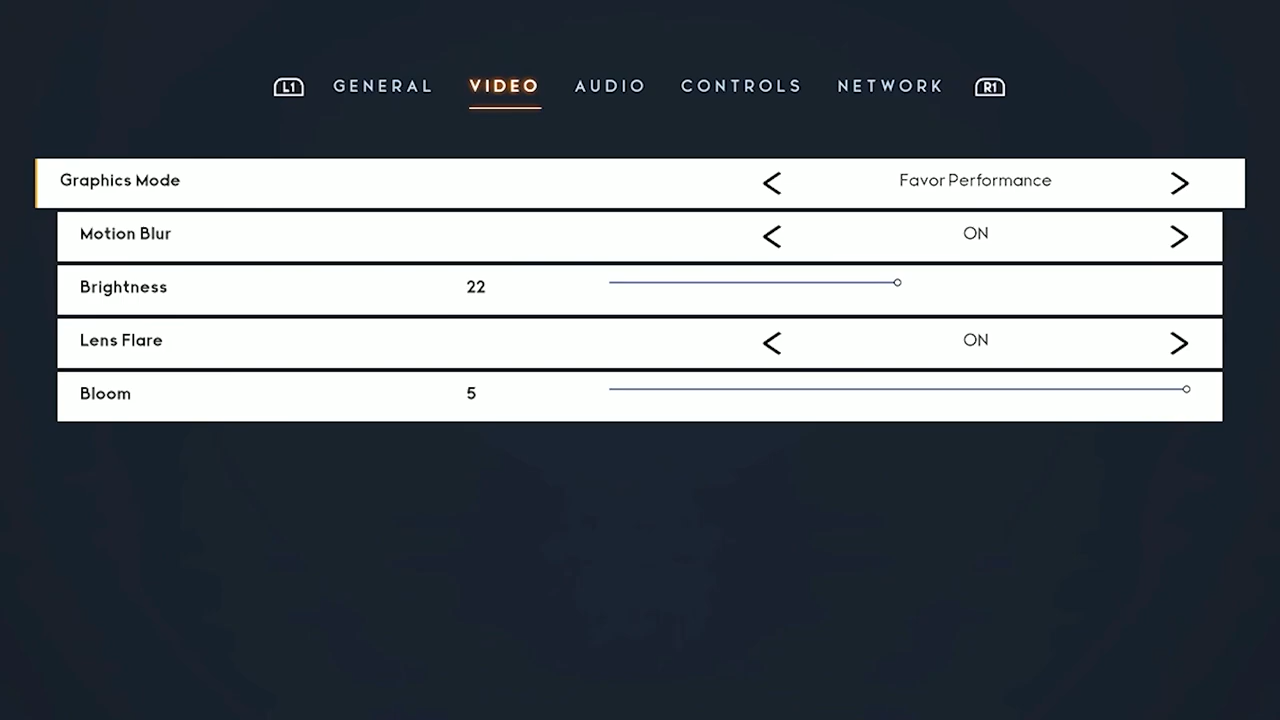 L1 GENERAL VIDEO AUDIO CONTROLS NETWORK R1
Graphics Mode < Favor Performance >
Motion Blur < ON >
Brightness 22
Lens Flare < ON >
Bloom 5